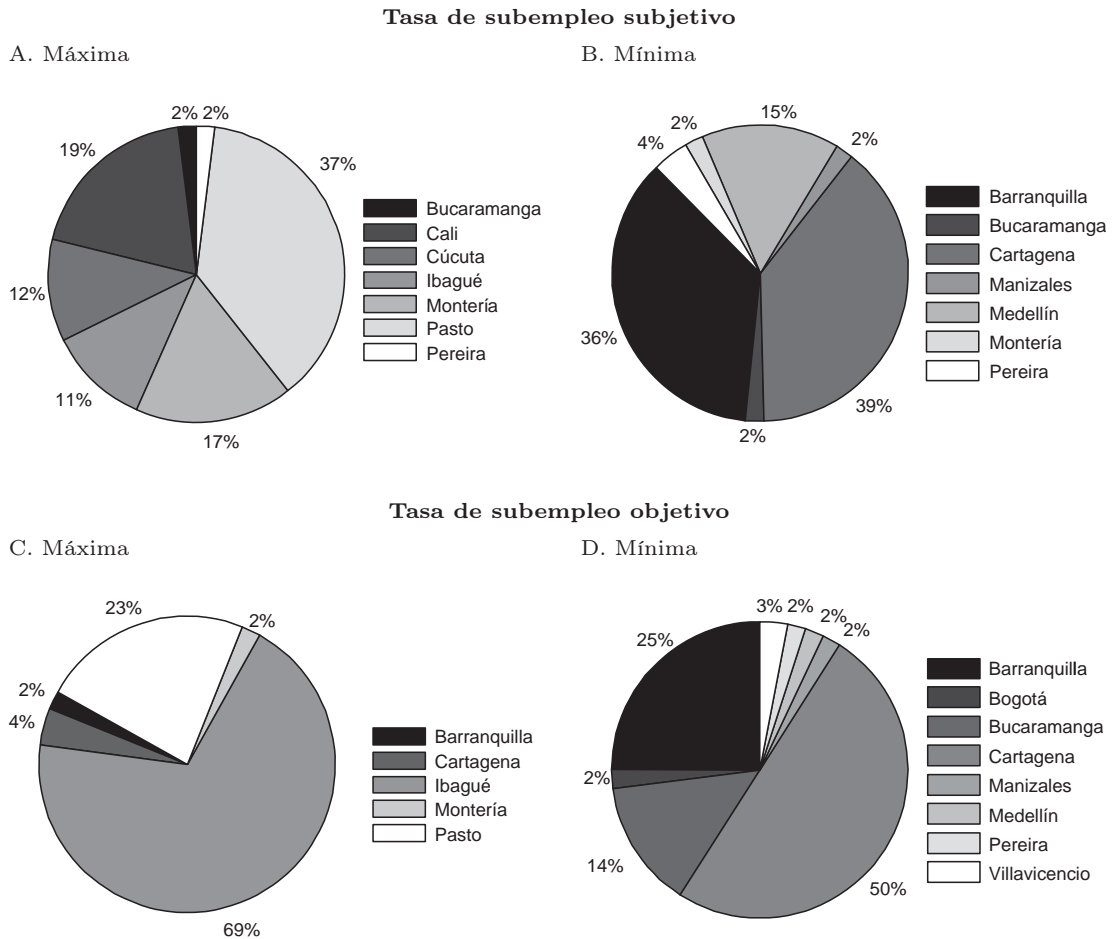 Tasa de subempleo subjetivo
A. Máxima
2%
2%
37%
17%
11%
12%
19%
Bucaramanga
Cali
Cúcuta
Ibagué
Montería
Pasto
Pereira
B. Mínima
15%
2%
39%
2%
36%
4%
2%
Barranquilla
Bucaramanga
Cartagena
Manizales
Medellín
Montería
Pereira
Tasa de subempleo objetivo
C. Máxima
23%
2%
69%
4%
2%
Barranquilla
Cartagena
Ibagué
Montería
Pasto
D. Mínima
3%
2%
2%
2%
50%
14%
2%
25%
Barranquilla
Bogotá
Bucaramanga
Cartagena
Manizales
Medellín
Pereira
Villavicencio